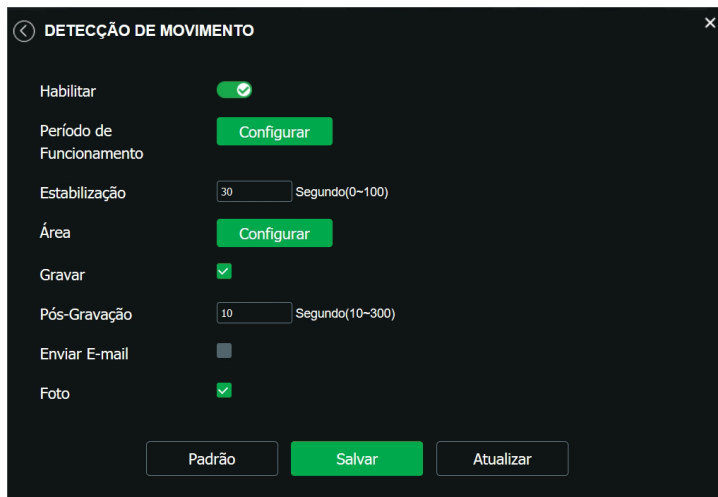 DETECÇÃO DE MOVIMENTO
Habilitar
Período de
Funcionamento
Configurar
Estabilização
30 Segundo(0~100)
Área
Configurar
Gravar
Pós-Gravação
10 Segundo(10~300)
Enviar E-mail
Foto
Padrão Salvar Atualizar